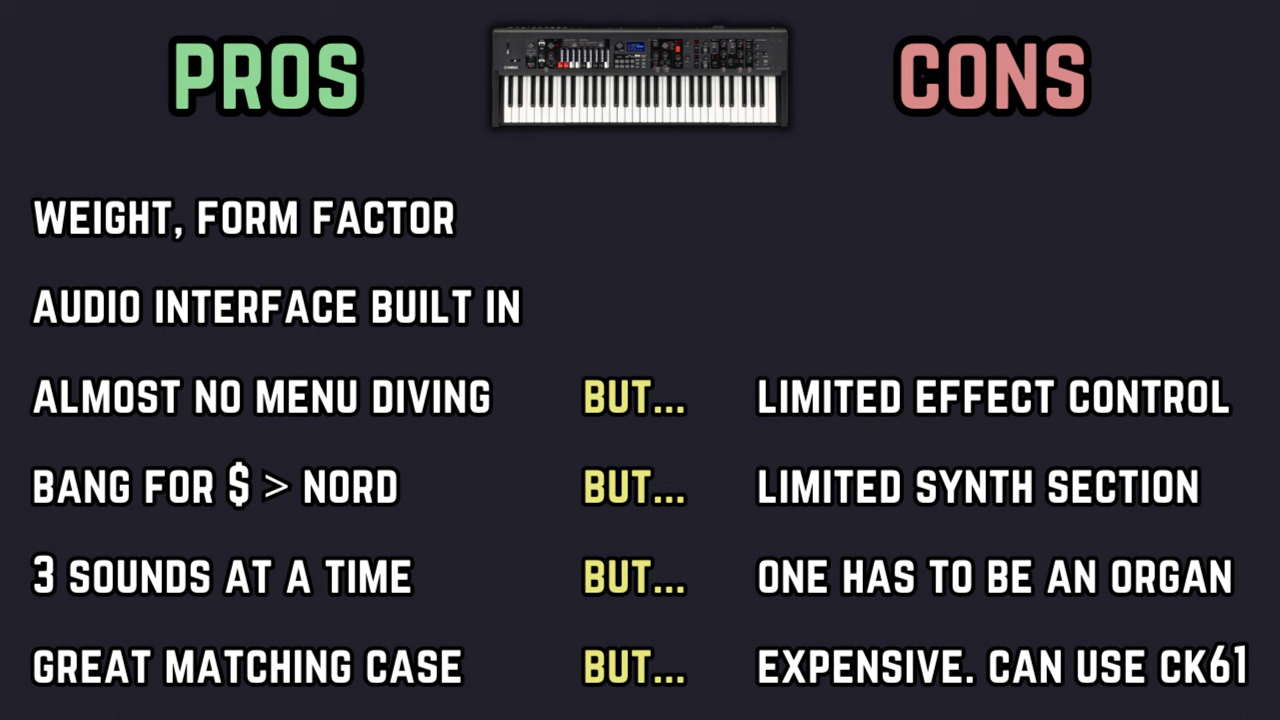 PROS
CONS
WEIGHT, FORM FACTOR
AUDIO INTERFACE BUILT IN
ALMOST NO MENU DIVING BUT... LIMITED EFFECT CONTROL
BANG FOR $ > NORD BUT... LIMITED SYNTH SECTION
3 SOUNDS AT A TIME BUT... ONE HAS TO BE AN ORGAN
GREAT MATCHING CASE BUT... EXPENSIVE. CAN USE CK61